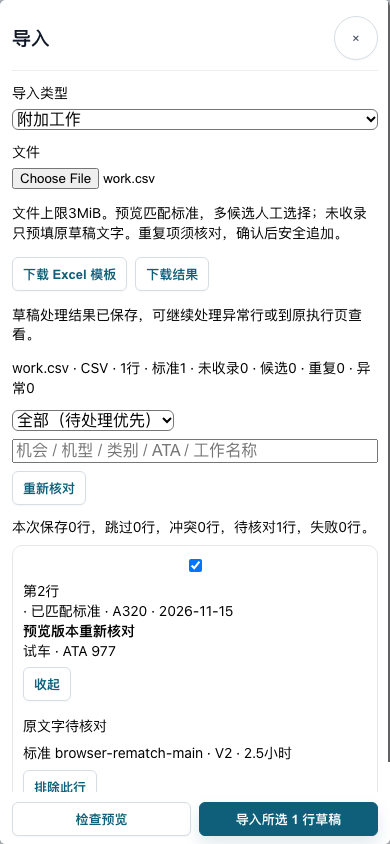 导入
×
导入类型
附加工作
文件
Choose File work.csv
文件上限3MiB。预览匹配标准，多候选人工选择；未收录
只预填原草稿文字。重复项须核对，确认后安全追加。
下载 Excel 模板 下载结果
草稿处理结果已保存，可继续处理异常行或到原执行页查
看。
work.csv · CSV · 1行 · 标准1 · 未收录0 · 候选0 · 重复0 · 异
常0
全部（待处理优先）
机会 / 机型 / 类别 / ATA / 工作名称
重新核对
本次保存0行，跳过0行，冲突0行，待核对1行，失败0行。
第2行
· 已匹配标准 · A320 · 2026-11-15
预览版本重新核对
试车 · ATA 977
收起
原文字待核对
标准 browser-rematch-main · V2 · 2.5小时
排除此行
检查预览 导入所选 1 行草稿